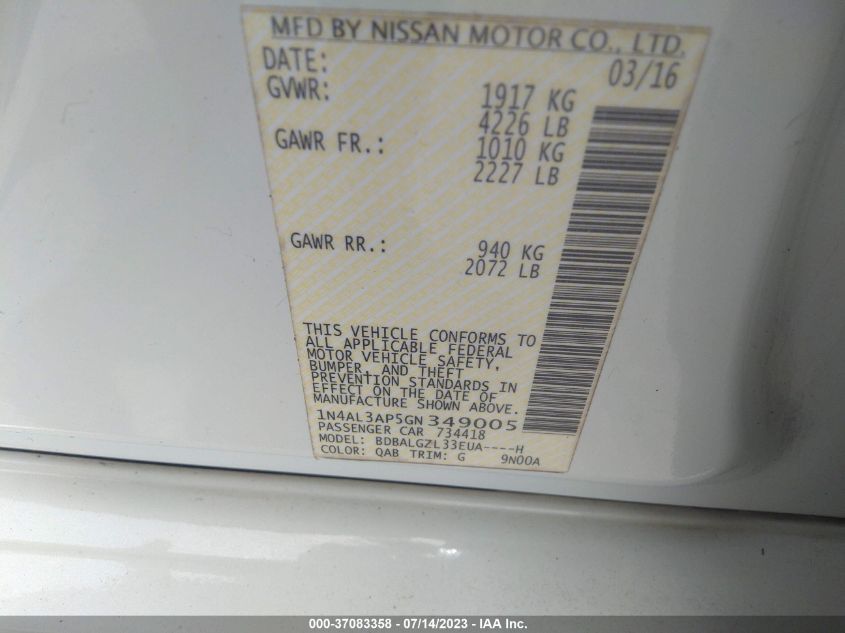 MFD BY NISSAN MOTOR CO., LTD.
DATE: 03/16
GVWR: 1917 KG
4226 LB
GAWR FR.: 1010 KG
2227 LB
GAWR RR.: 940 KG
2072 LB
THIS VEHICLE CONFORMS TO
ALL APPLICABLE FEDERAL
MOTOR VEHICLE SAFETY,
BUMPER, AND THEFT
PREVENTION STANDARDS IN
EFFECT ON THE DATE OF
MANUFACTURE SHOWN ABOVE.
1N4AL3AP5GN349005
PASSENGER CAR 734418
MODEL: BDBALGZL33EUA----H
COLOR: QAB TRIM: G 9N00A
000-37083358 - 07/14/2023 - IAA Inc.